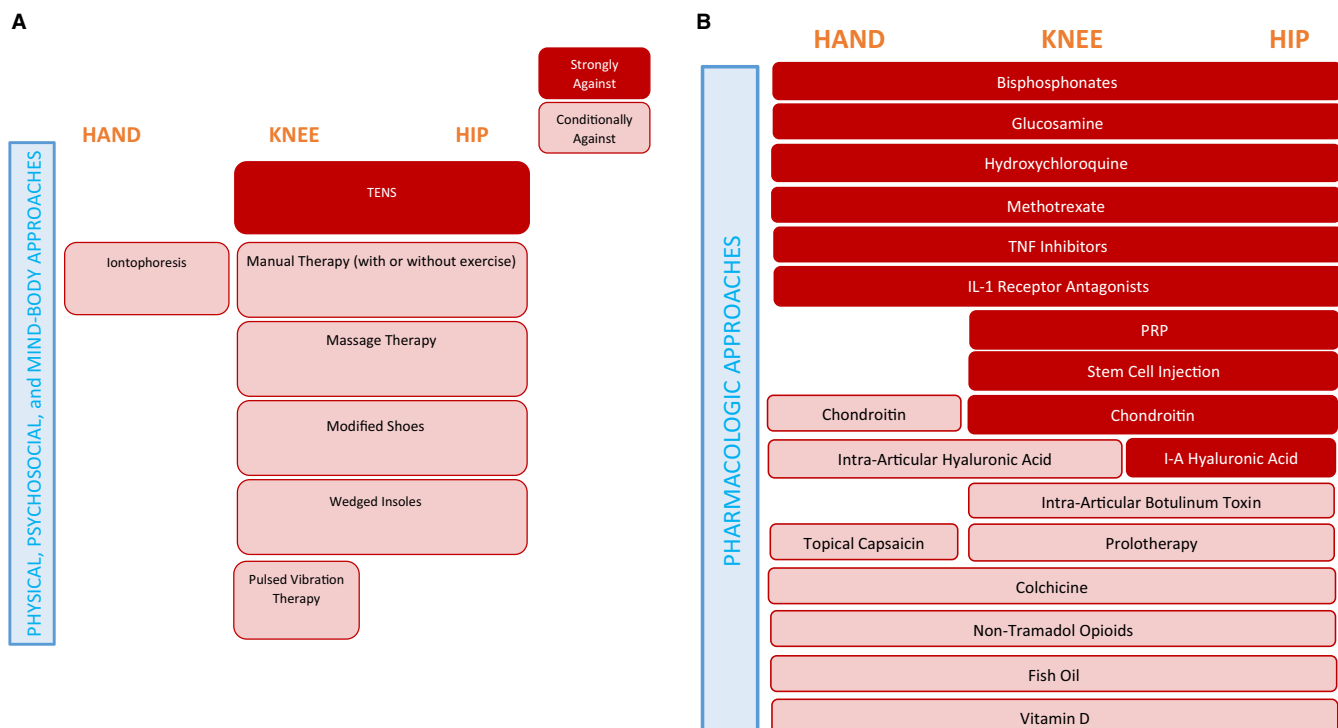 A
Strongly
Against
Conditionally
Against
HAND KNEE HIP
PHYSICAL, PSYCHOSOCIAL, and MIND-BODY APPROACHES
TENS
Iontophoresis
Manual Therapy (with or without exercise)
Massage Therapy
Modified Shoes
Wedged Insoles
Pulsed Vibration
Therapy
B
HAND KNEE HIP
PHARMACOLOGIC APPROACHES
Bisphosphonates
Glucosamine
Hydroxychloroquine
Methotrexate
TNF Inhibitors
IL-1 Receptor Antagonists
PRP
Stem Cell Injection
Chondroitin Chondroitin
Intra-Articular Hyaluronic Acid I-A Hyaluronic Acid
Intra-Articular Botulinum Toxin
Topical Capsaicin Prolotherapy
Colchicine
Non-Tramadol Opioids
Fish Oil
Vitamin D